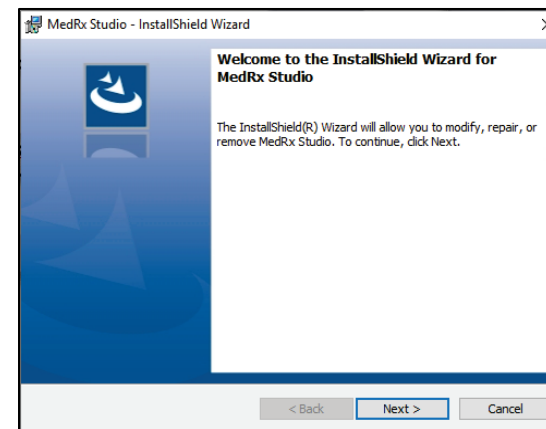 MedRx Studio - InstallShield Wizard
Welcome to the InstallShield Wizard for
MedRx Studio
The InstallShield(R) Wizard will allow you to modify, repair, or
remove MedRx Studio. To continue, click Next.
< Back
Next >
Cancel